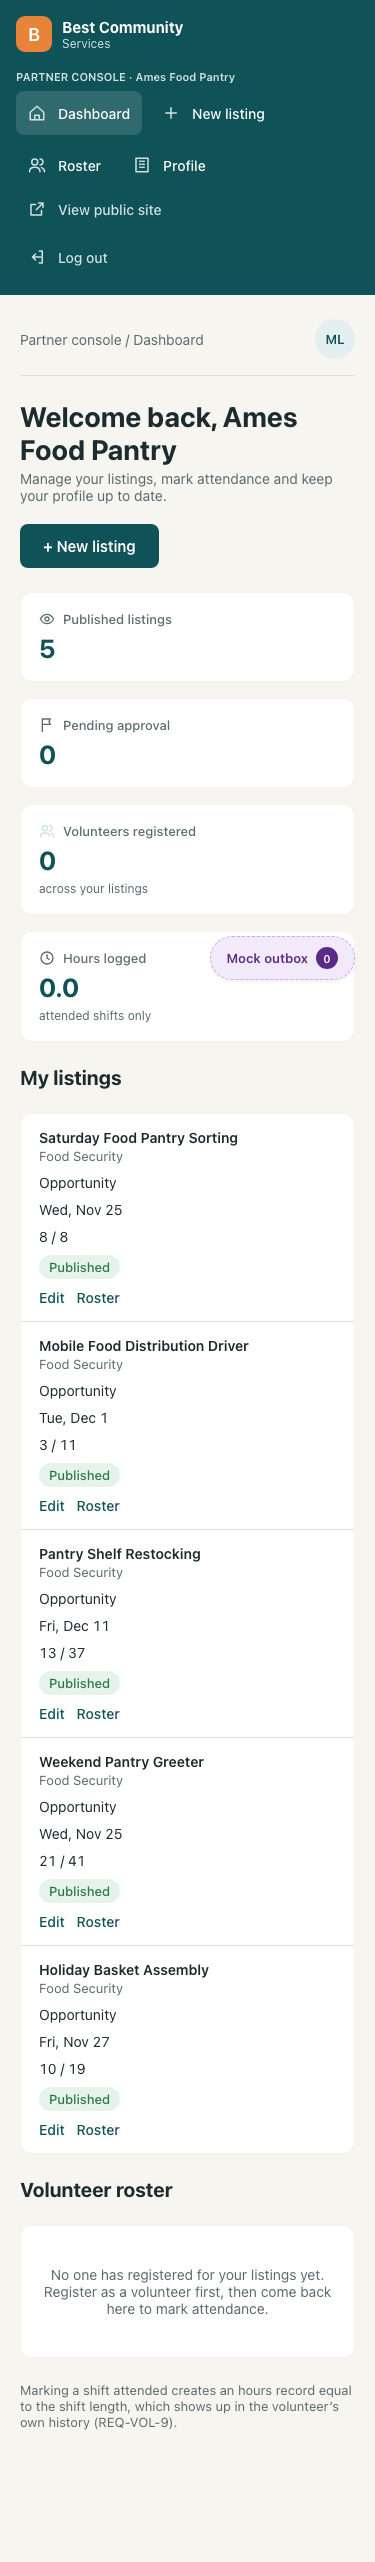 B
Best Community
Services
PARTNER CONSOLE · Ames Food Pantry
Dashboard
New listing
Roster
Profile
View public site
Log out
Partner console / Dashboard
ML
Welcome back, Ames
Food Pantry
Manage your listings, mark attendance and keep
your profile up to date.
+ New listing
Published listings
5
Pending approval
0
Volunteers registered
0
across your listings
Hours logged
0.0
attended shifts only
Mock outbox 0
My listings
Saturday Food Pantry Sorting
Food Security
Opportunity
Wed, Nov 25
8 / 8
Published
Edit Roster
Mobile Food Distribution Driver
Food Security
Opportunity
Tue, Dec 1
3 / 11
Published
Edit Roster
Pantry Shelf Restocking
Food Security
Opportunity
Fri, Dec 11
13 / 37
Published
Edit Roster
Weekend Pantry Greeter
Food Security
Opportunity
Wed, Nov 25
21 / 41
Published
Edit Roster
Holiday Basket Assembly
Food Security
Opportunity
Fri, Nov 27
10 / 19
Published
Edit Roster
Volunteer roster
No one has registered for your listings yet.
Register as a volunteer first, then come back
here to mark attendance.
Marking a shift attended creates an hours record equal
to the shift length, which shows up in the volunteer’s
own history (REQ-VOL-9).